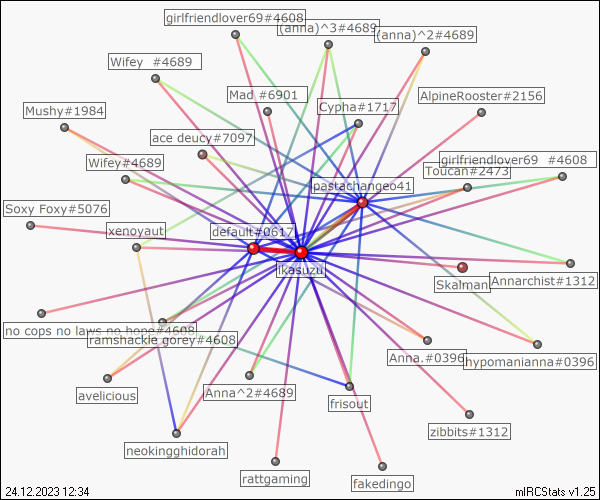 girlfriendlover69#4608
(anna)^3#4689
(anna)^2#4689
Wifey  #4689
Mad #6901
AlpineRooster#2156
Mushy#1984
Cypha#1717
ace deucy#7097
Wifey#4689
girlfriendlover69  #4608
Toucan#2473
pastachangeo41
Soxy Foxy#5076
xenoyaut
default#0617
ikasuzu
Skalman
Annarchist#1312
no cops no laws no hope#4608
ramshackle gorey#4608
Anna.#0396
hypomanianna#0396
avelicious
Anna^2#4689
frisout
zibbits#1312
neokingghidorah
rattgaming
fakedingo
24.12.2023 12:34
mIRCStats v1.25